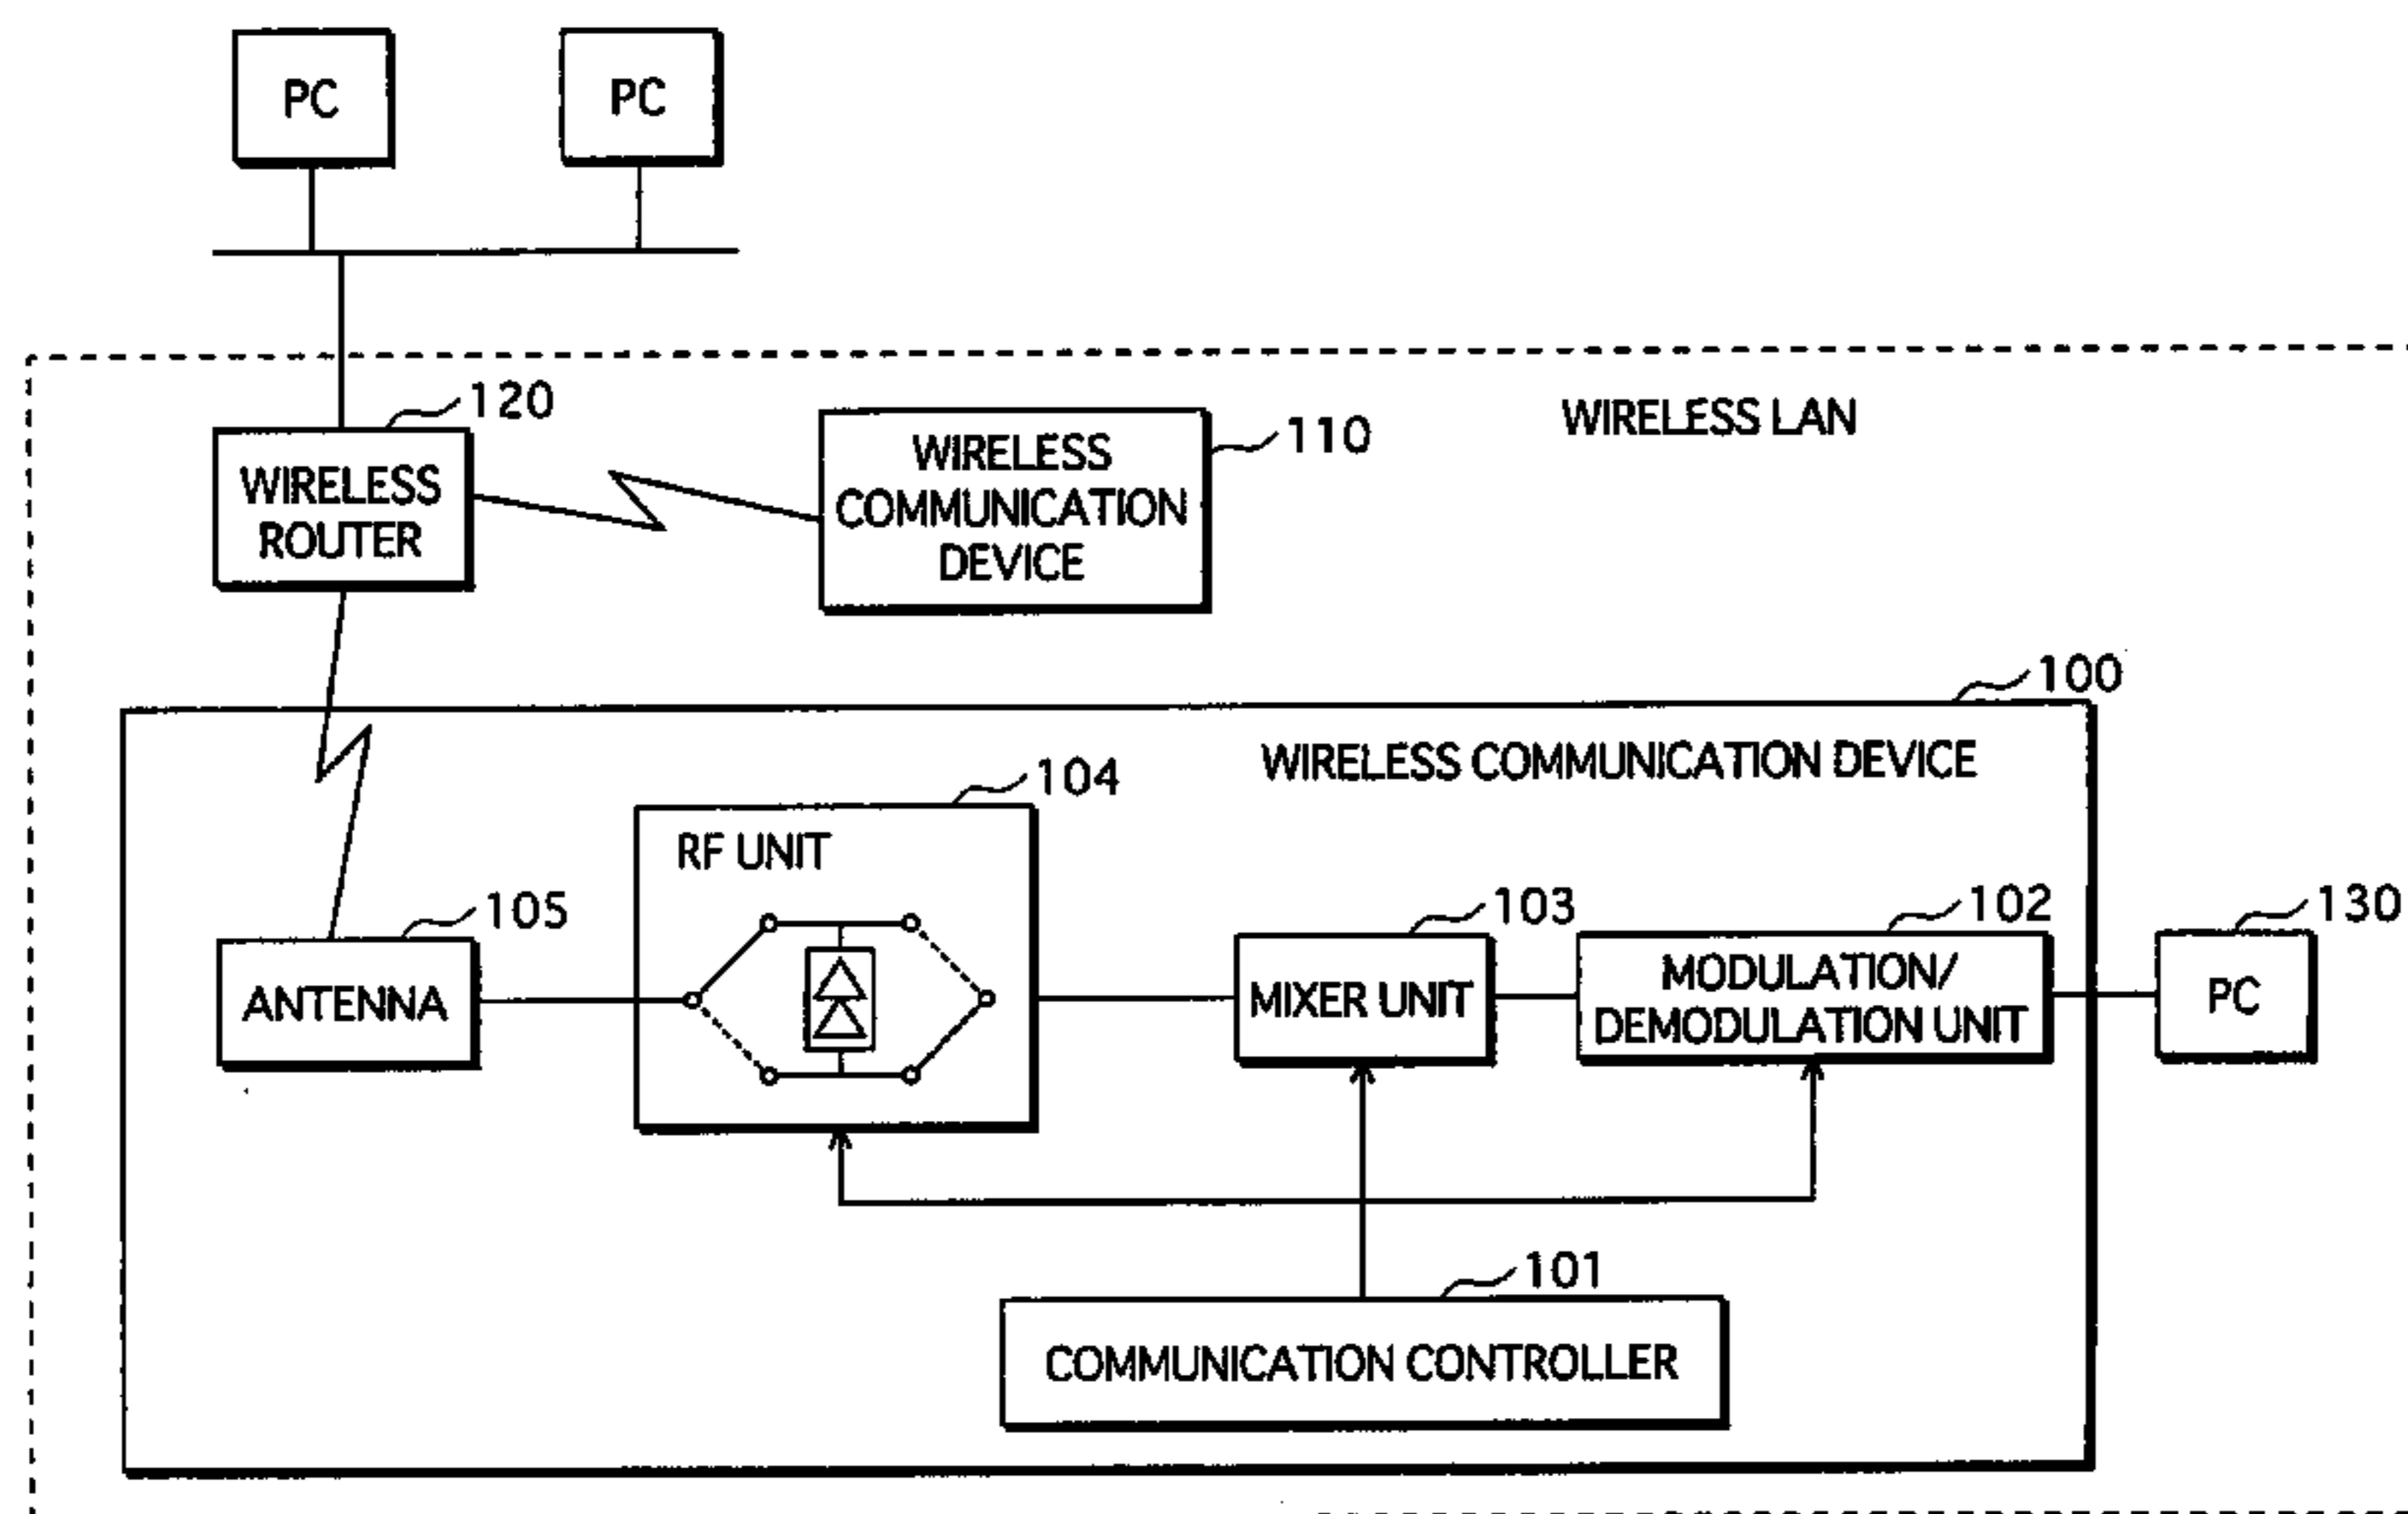 PC
PC
120
WIRELESS
ROUTER
WIRELESS
COMMUNICATION
DEVICE
110
WIRELESS LAN
100
WIRELESS COMMUNICATION DEVICE
104
RF UNIT
105
ANTENNA
103
MIXER UNIT
102
MODULATION/
DEMODULATION UNIT
130
PC
101
COMMUNICATION CONTROLLER